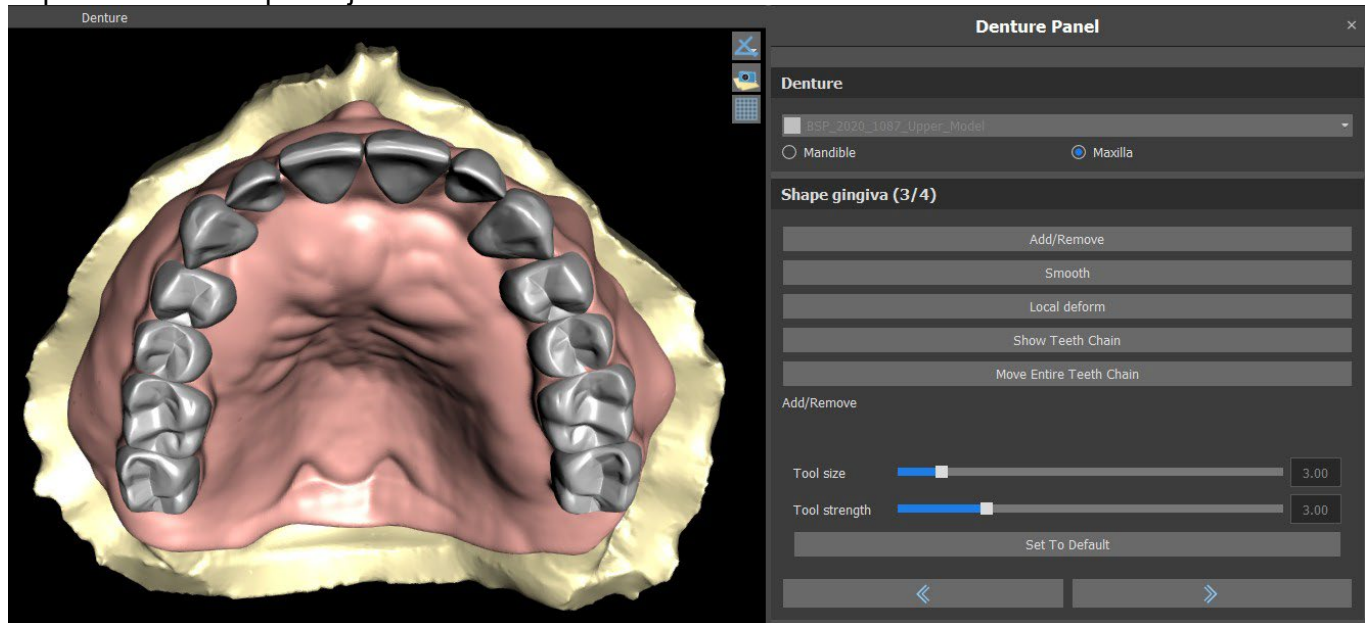 Denture
Denture Panel
×
Denture
BSP_2020_1087_Upper_Model
Mandible
Maxilla
Shape gingiva (3/4)
Add/Remove
Smooth
Local deform
Show Teeth Chain
Move Entire Teeth Chain
Add/Remove
Tool size 3.00
Tool strength 3.00
Set To Default